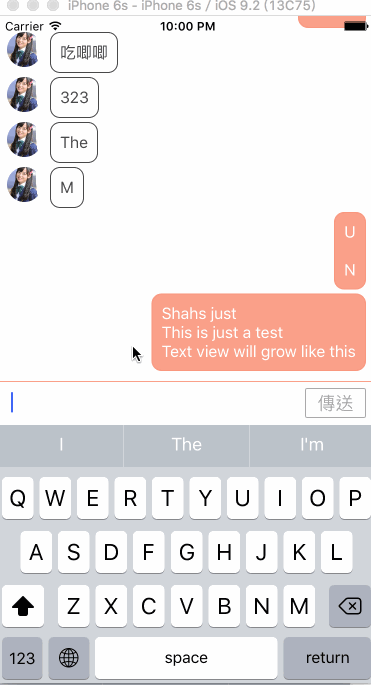 iPhone 6s - iPhone 6s / iOS 9.2 (13C75)
Carrier 10:00 PM
吃唧唧
323
The
M
U
N
Shahs just
This is just a test
Text view will grow like this
傳送
I The I'm
Q W E R T Y U I O P
A S D F G H J K L
Z X C V B N M
123 space return